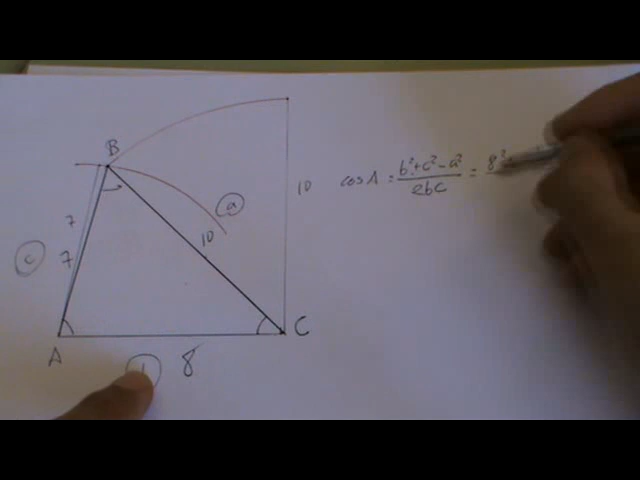 B
10
cos A = b²+c²-a² / 2bc = 8²
a
7
10
c
7
A
C
8